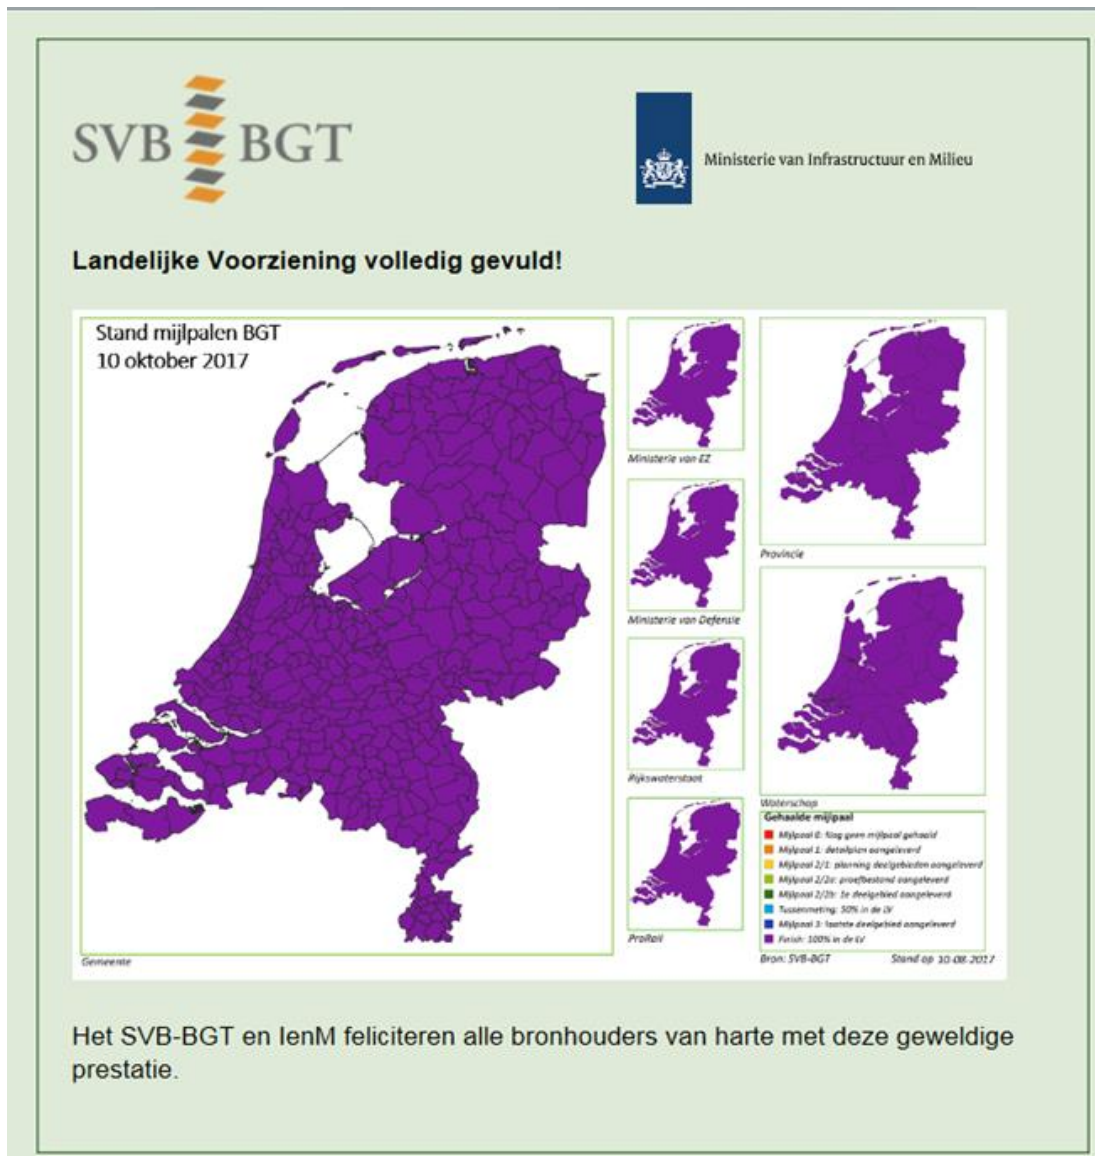 SVB BGT
Ministerie van Infrastructuur en Milieu
Landelijke Voorziening volledig gevuld!
Stand mijlpalen BGT
10 oktober 2017
Gemeente
Ministerie van EZ
Ministerie van Defensie
Rijkswaterstaat
ProRail
Provincie
Waterschap
Gehaalde mijlpaal
Mijlpaal 0: Nog geen mijlpaal gehaald
Mijlpaal 1: detailplan aangeleverd
Mijlpaal 2/1: planning deelgebieden aangeleverd
Mijlpaal 2/2a: proefbestand aangeleverd
Mijlpaal 2/2b: 1e deelgebied aangeleverd
Tussenmeting: 50% in de LV
Mijlpaal 3: laatste deelgebied aangeleverd
Finish: 100% in de LV
Bron: SVB-BGT Stand op 10-08-2017
Het SVB-BGT en IenM feliciteren alle bronhouders van harte met deze geweldige
prestatie.